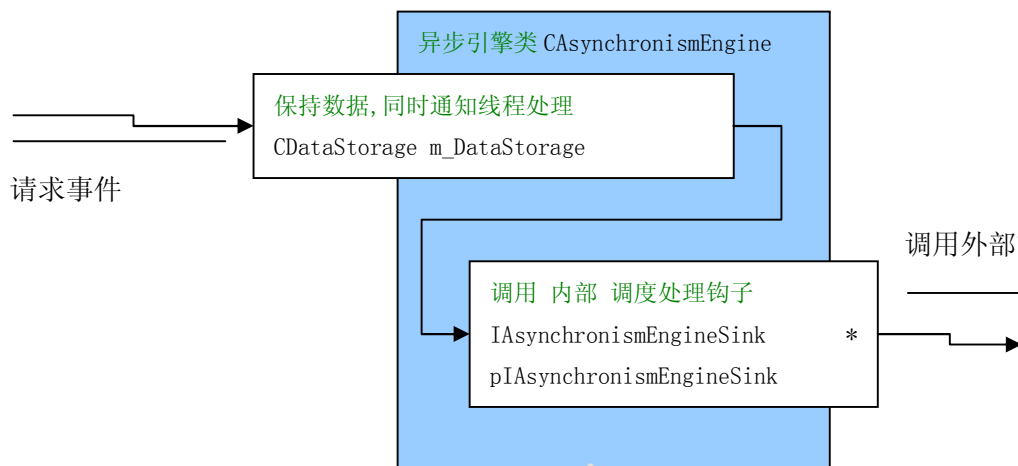 异步引擎类 CAsynchronismEngine
保持数据,同时通知线程处理
CDataStorage m_DataStorage
请求事件
调用外部
调用 内部 调度处理钩子
IAsynchronismEngineSink *
pIAsynchronismEngineSink